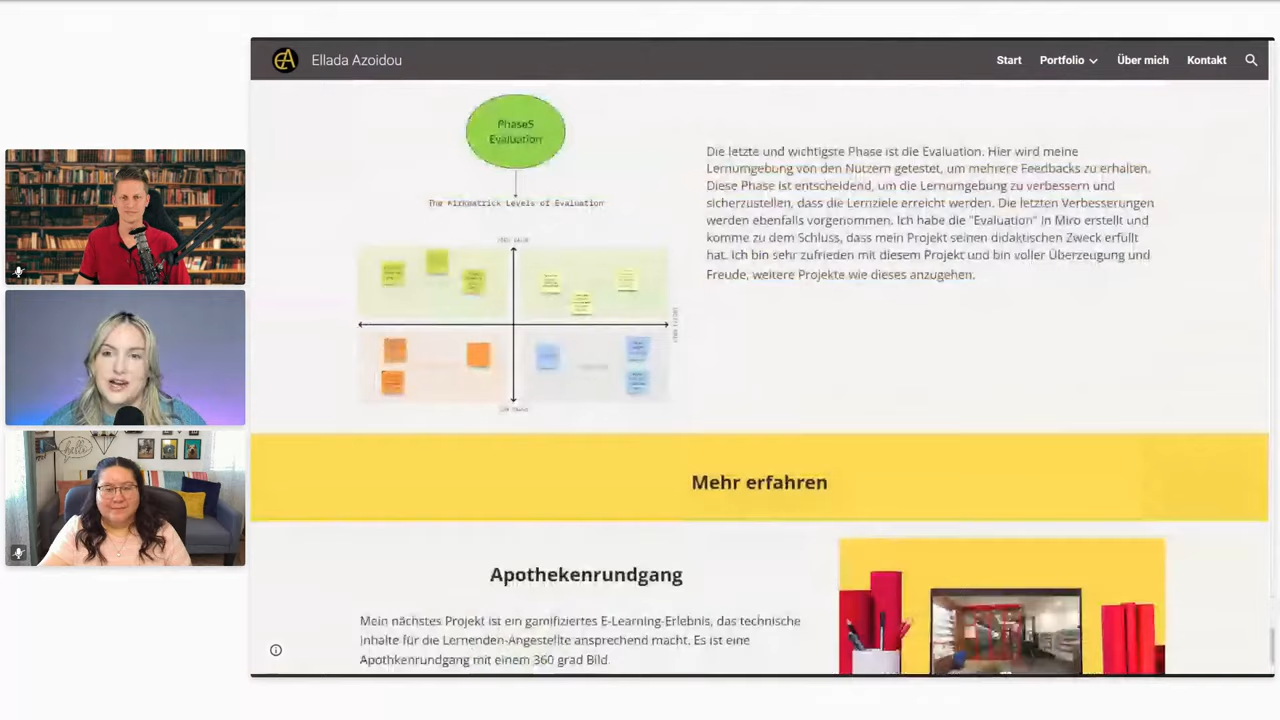 Ellada Azoidou
Start
Portfolio
Über mich
Kontakt
Phase5
Evaluation
The Kirkpatrick Levels of Evaluation
Die letzte und wichtigste Phase ist die Evaluation. Hier wird meine
Lernumgebung von den Nutzern getestet, um mehrere Feedbacks zu erhalten.
Diese Phase ist entscheidend, um die Lernumgebung zu verbessern und
sicherzustellen, dass die Lernziele erreicht werden. Die letzten Verbesserungen
werden ebenfalls vorgenommen. Ich habe die "Evaluation" in Miro erstellt und
komme zu dem Schluss, dass mein Projekt seinen didaktischen Zweck erfüllt
hat. Ich bin sehr zufrieden mit diesem Projekt und bin voller Überzeugung und
Freude, weitere Projekte wie dieses anzugehen.
Mehr erfahren
Apothekenrundgang
Mein nächstes Projekt ist ein gamifiziertes E-Learning-Erlebnis, das technische
Inhalte für die Lernenden-Angestellte ansprechend macht. Es ist eine
Apothkenrundgang mit einem 360 grad Bild.
hello